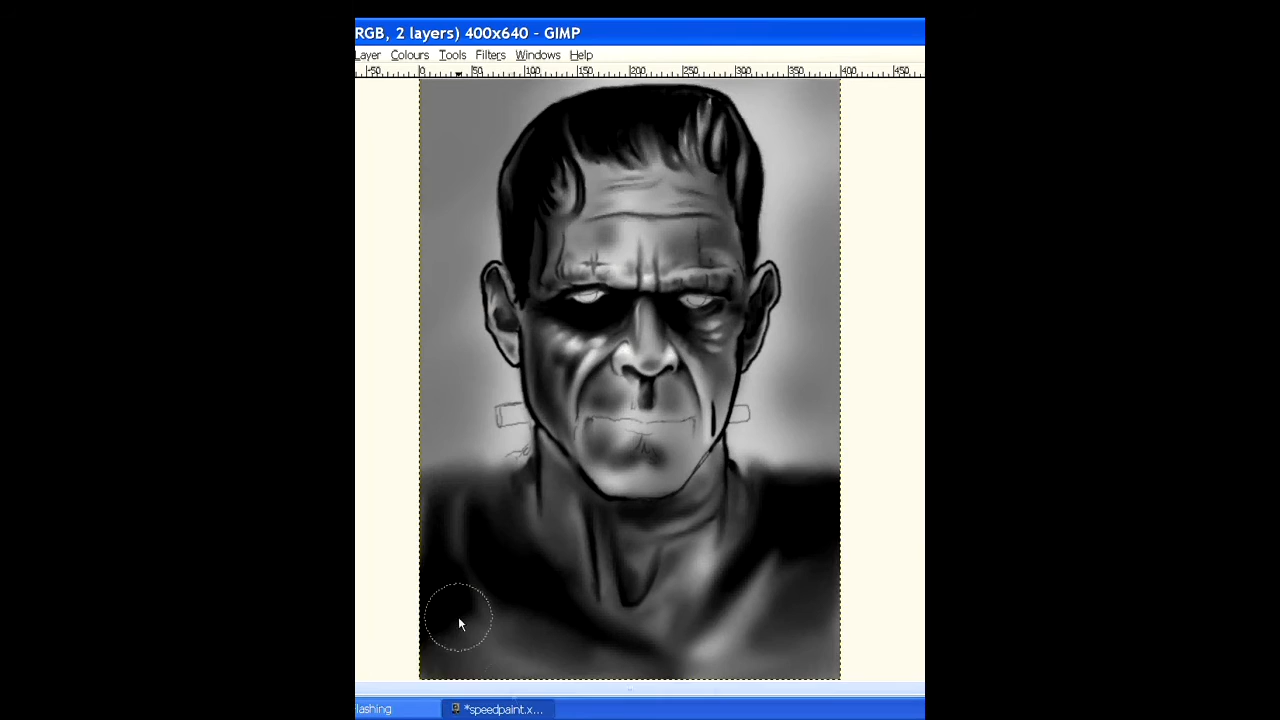 RGB, 2 layers) 400x640 - GIMP
Layer Colours Tools Filters Windows Help
-50 0 50 100 150 200 250 300 350 400 450
*speedpaint.x...